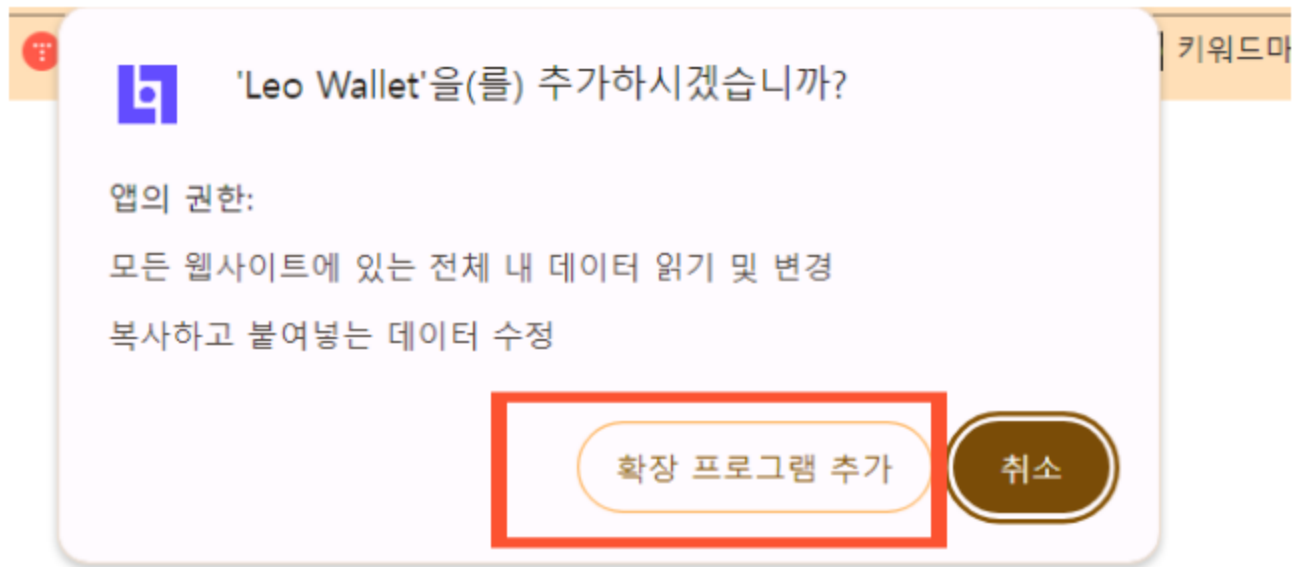 키워드마
'Leo Wallet'을(를) 추가하시겠습니까?
앱의 권한:
모든 웹사이트에 있는 전체 내 데이터 읽기 및 변경
복사하고 붙여넣는 데이터 수정
확장 프로그램 추가
취소